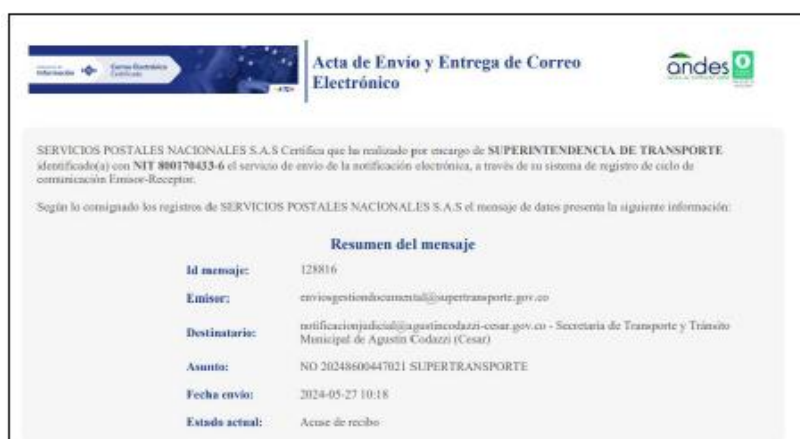 Información
Correo Electrónico
Certificado
Acta de Envío y Entrega de Correo
Electrónico
andes
SERVICIOS POSTALES NACIONALES S.A.S Certifica que ha realizado por encargo de SUPERINTENDENCIA DE TRANSPORTE
identificado(a) con NIT 800170433-6 el servicio de envío de la notificación electrónica, a través de su sistema de registro de ciclo de
comunicación Emisor-Receptor.
Según lo consignado los registros de SERVICIOS POSTALES NACIONALES S.A.S el mensaje de datos presenta la siguiente información:
Resumen del mensaje
Id mensaje: 128816
Emisor: enviosgestiondocumental@supertransporte.gov.co
Destinatario: notificacionjudicial@agustincodazzi-cesar.gov.co - Secretaria de Transporte y Tránsito
Municipal de Agustín Codazzi (Cesar)
Asunto: NO 20248600447021 SUPERTRANSPORTE
Fecha envío: 2024-05-27 10:18
Estado actual: Acuse de recibo